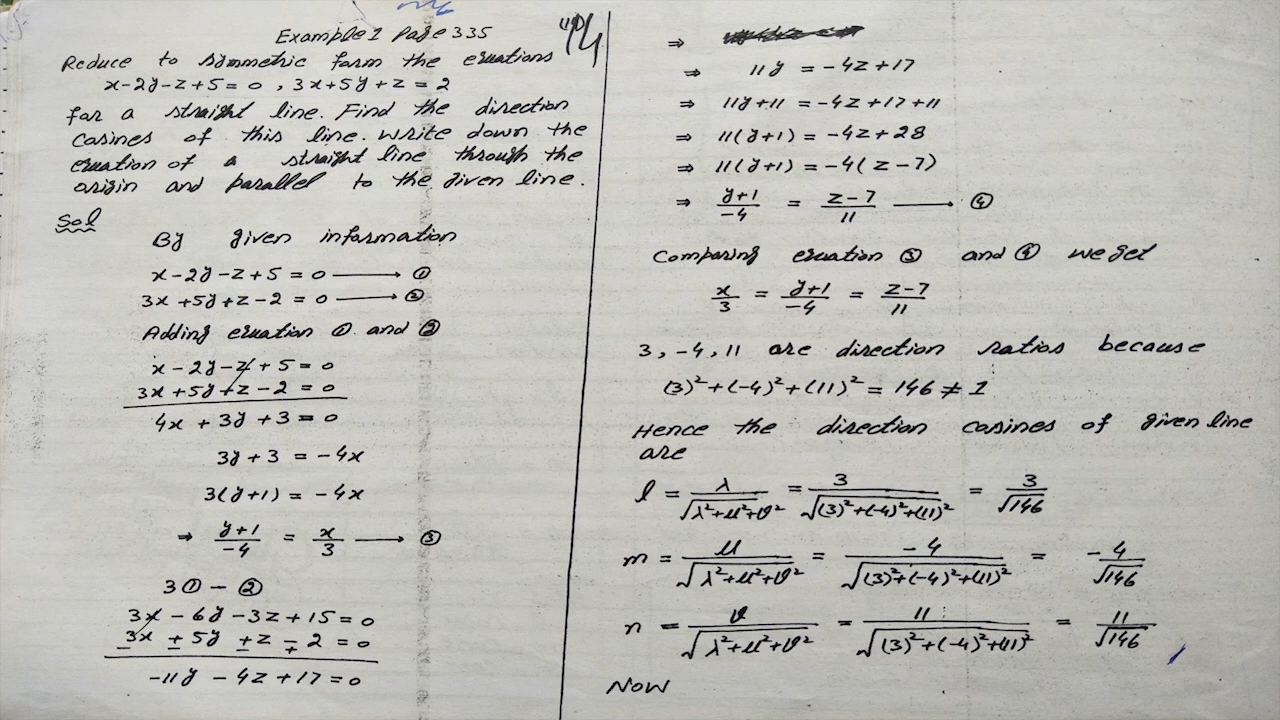 Example 1 Page 335
Reduce to symmetric form the equations
x-2y-z+5=0 , 3x+5y+z=2
for a straight line. Find the direction
cosines of this line. Write down the
equation of a straight line through the
origin and parallel to the given line.
Sol
By given information
x-2y-z+5=0 ——→ ①
3x+5y+z-2=0 ——→ ②
Adding equation ① and ②
x-2y-z+5=0
3x+5y+z-2=0
4x+3y+3=0
3y+3 = -4x
3(y+1) = -4x
⇒ (y+1)/-4 = x/3 ——→ ③
3① - ②
3x-6y-3z+15=0
3x ± 5y ± z ∓ 2=0
-11y-4z+17=0
⇒
⇒ 11y = -4z+17
⇒ 11y+11 = -4z+17+11
⇒ 11(y+1) = -4z+28
⇒ 11(y+1) = -4(z-7)
⇒ (y+1)/-4 = (z-7)/11 ——→ ④
Comparing equation ③ and ④ we get
x/3 = (y+1)/-4 = (z-7)/11
3, -4, 11 are direction ratios because
(3)²+(-4)²+(11)² = 146 ≠ 1
Hence the direction cosines of given line
are
l = λ/√(λ²+μ²+ν²) = 3/√((3)²+(-4)²+(11)²) = 3/√146
m = μ/√(λ²+μ²+ν²) = -4/√((3)²+(-4)²+(11)²) = -4/√146
n = ν/√(λ²+μ²+ν²) = 11/√((3)²+(-4)²+(11)²) = 11/√146
Now